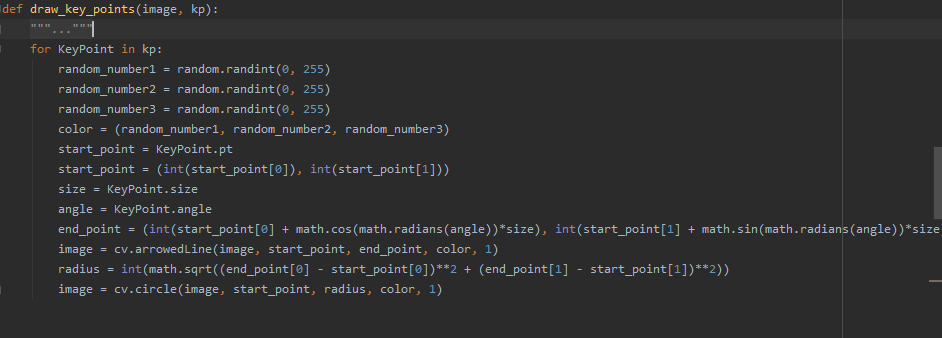 def draw_key_points(image, kp):
    """..."""
    for KeyPoint in kp:
        random_number1 = random.randint(0, 255)
        random_number2 = random.randint(0, 255)
        random_number3 = random.randint(0, 255)
        color = (random_number1, random_number2, random_number3)
        start_point = KeyPoint.pt
        start_point = (int(start_point[0]), int(start_point[1]))
        size = KeyPoint.size
        angle = KeyPoint.angle
        end_point = (int(start_point[0] + math.cos(math.radians(angle))*size), int(start_point[1] + math.sin(math.radians(angle))*size
        image = cv.arrowedLine(image, start_point, end_point, color, 1)
        radius = int(math.sqrt((end_point[0] - start_point[0])**2 + (end_point[1] - start_point[1])**2))
        image = cv.circle(image, start_point, radius, color, 1)